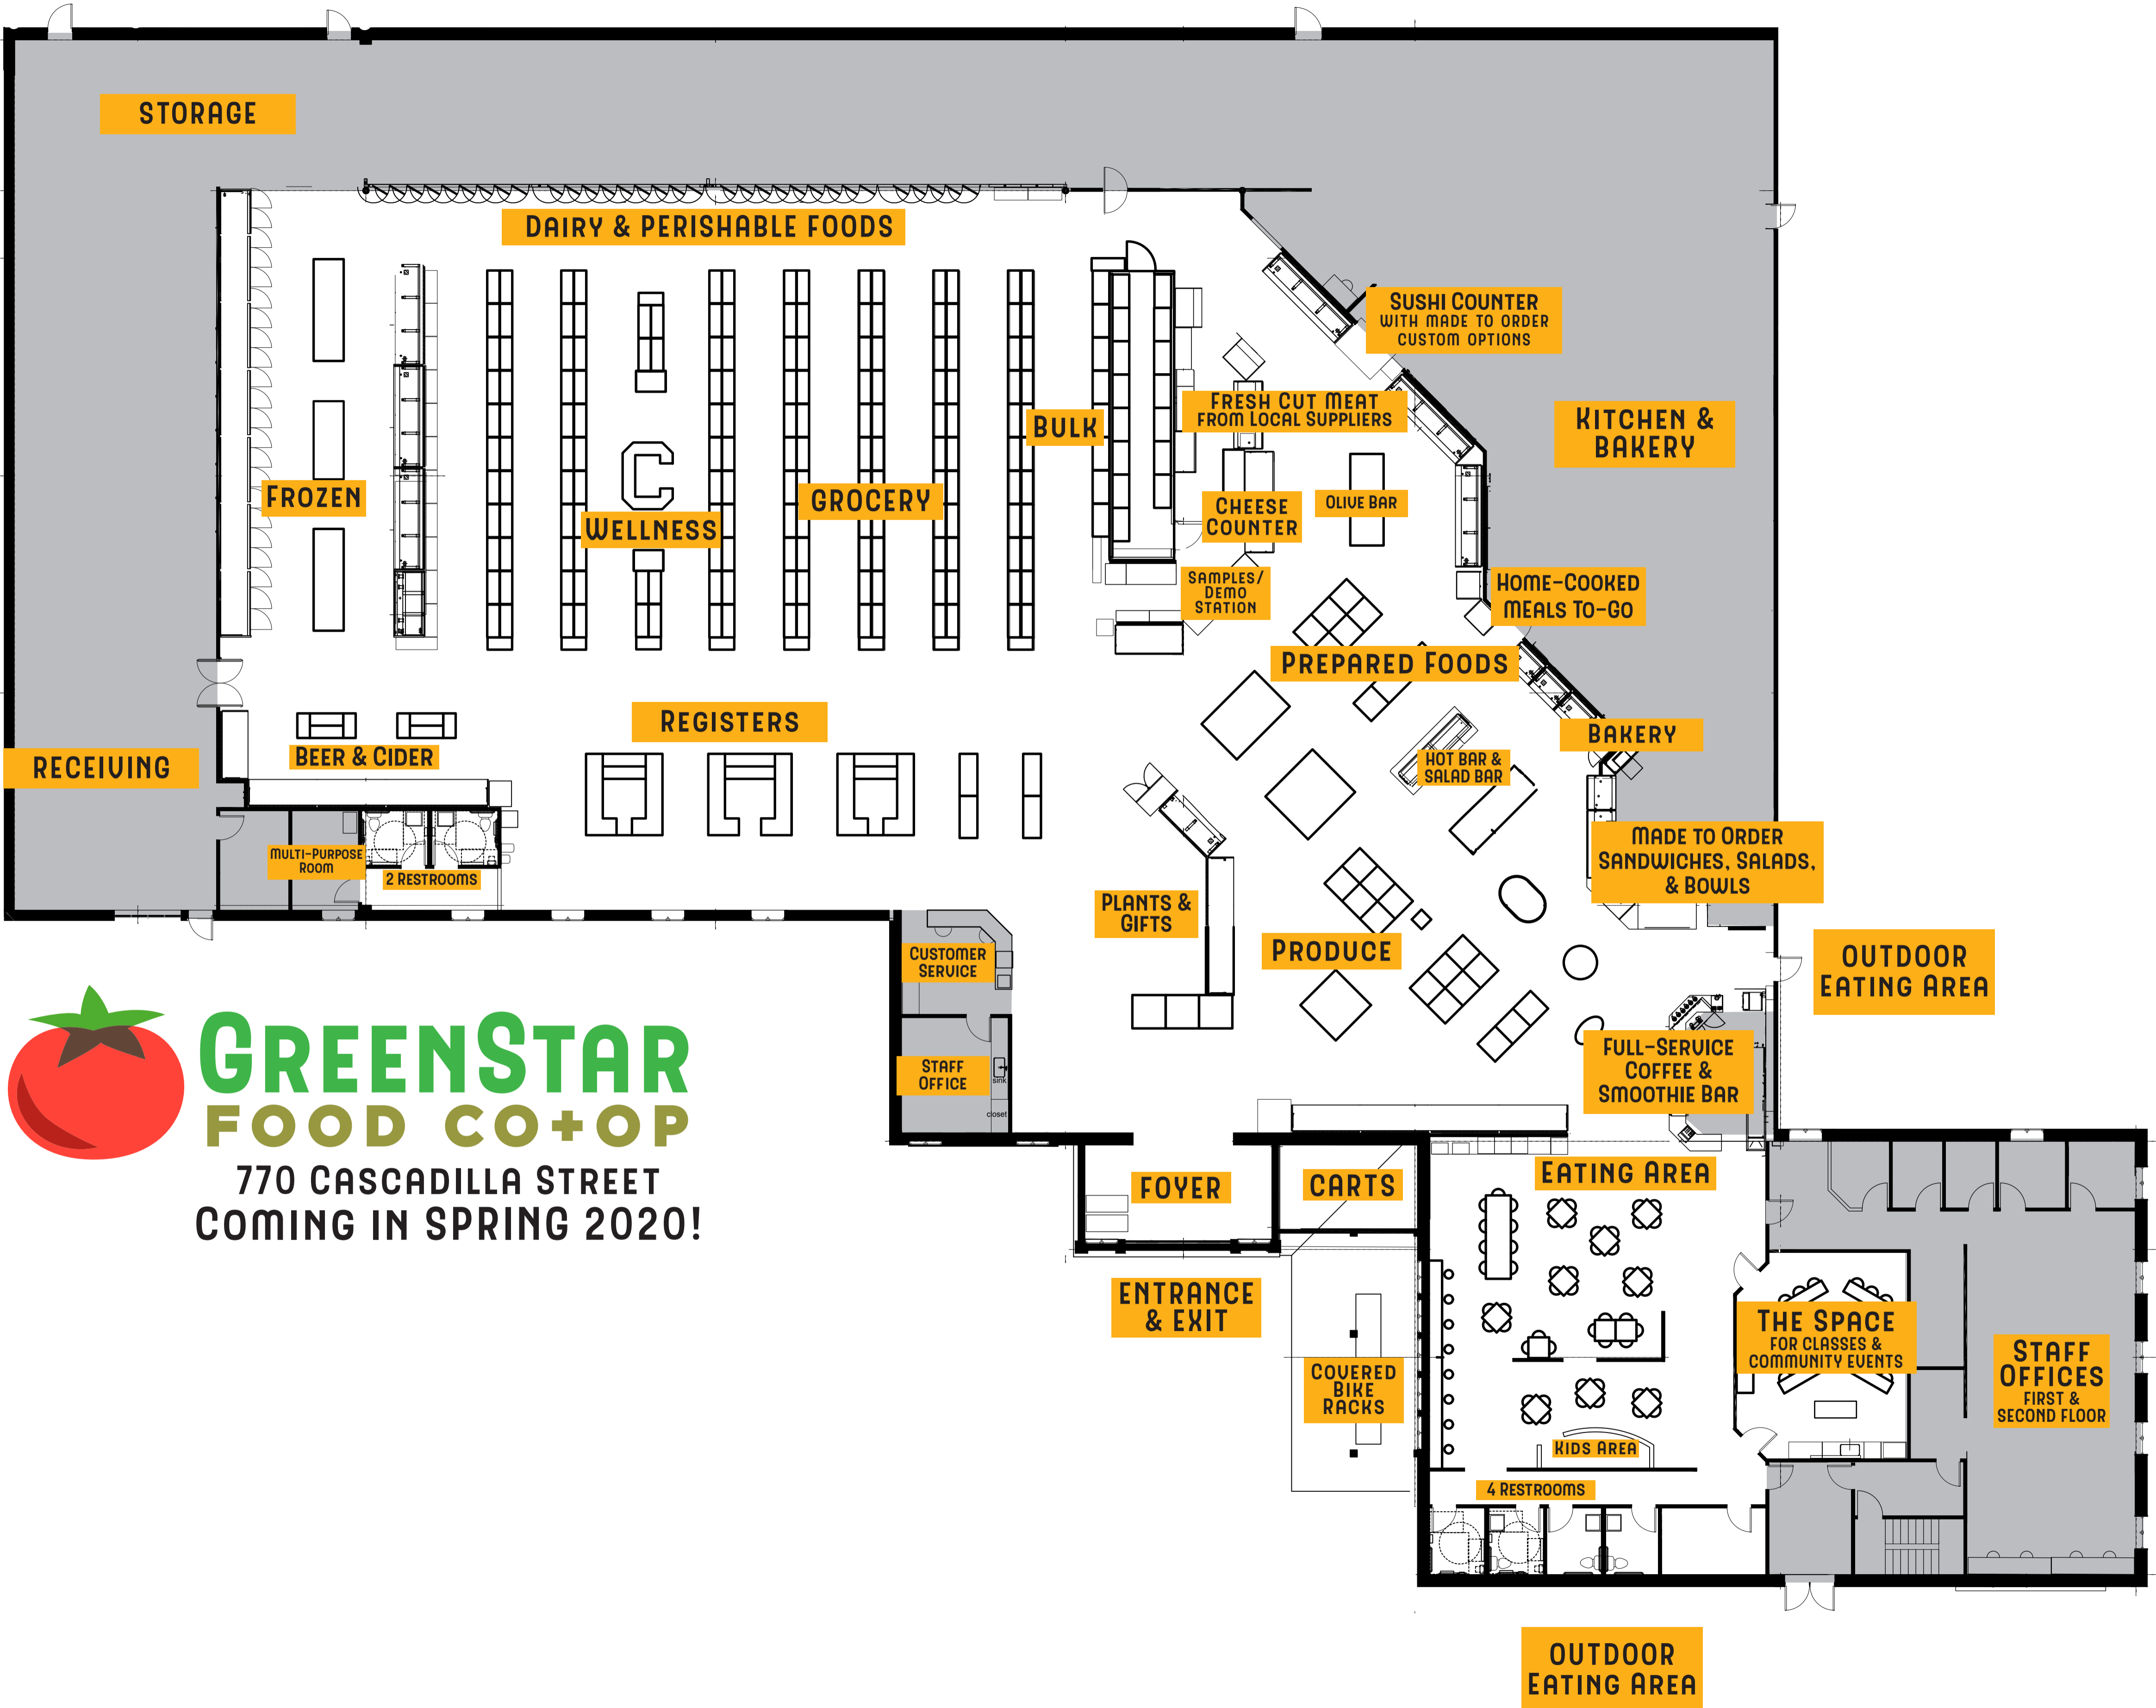 STORAGE
DAIRY & PERISHABLE FOODS
SUSHI COUNTER
WITH MADE TO ORDER
CUSTOM OPTIONS
FRESH CUT MEAT
FROM LOCAL SUPPLIERS
KITCHEN &
BAKERY
BULK
FROZEN
C
WELLNESS
GROCERY
CHEESE
COUNTER
OLIVE BAR
SAMPLES/
DEMO
STATION
HOME-COOKED
MEALS TO-GO
PREPARED FOODS
REGISTERS
BEER & CIDER
RECEIVING
BAKERY
HOT BAR &
SALAD BAR
MULTI-PURPOSE
ROOM
2 RESTROOMS
MADE TO ORDER
SANDWICHES, SALADS,
& BOWLS
PLANTS &
GIFTS
PRODUCE
CUSTOMER
SERVICE
OUTDOOR
EATING AREA
STAFF
OFFICE
sink
closet
FULL-SERVICE
COFFEE &
SMOOTHIE BAR
GREENSTAR
FOOD CO+OP
770 CASCADILLA STREET
COMING IN SPRING 2020!
FOYER
CARTS
EATING AREA
ENTRANCE
& EXIT
COVERED
BIKE
RACKS
THE SPACE
FOR CLASSES &
COMMUNITY EVENTS
STAFF
OFFICES
FIRST &
SECOND FLOOR
KIDS AREA
4 RESTROOMS
OUTDOOR
EATING AREA